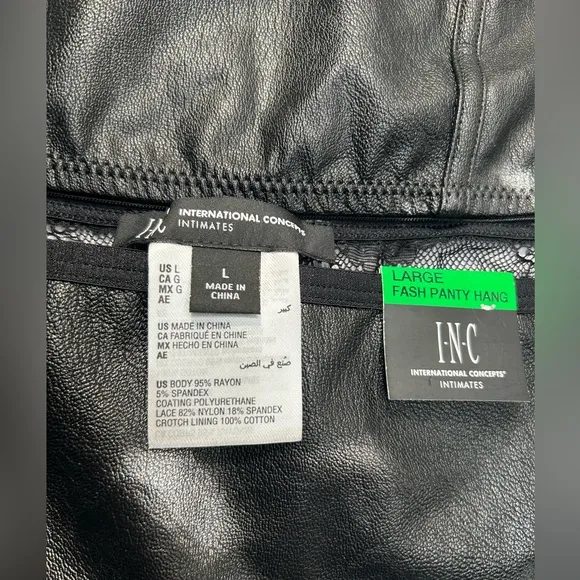 INTERNATIONAL CONCEPTS
INTIMATES
L
MADE IN
CHINA
US L
CA G
MX G
AE
كبير
US MADE IN CHINA
CA FABRIQUÉ EN CHINE
MX HECHO EN CHINA
AE
صنع في الصين
US BODY 95% RAYON
5% SPANDEX
COATING POLYURETHANE
LACE 82% NYLON 18% SPANDEX
CROTCH LINING 100% COTTON
LARGE
FASH PANTY HANG
I·N·C
INTERNATIONAL CONCEPTS®
INTIMATES